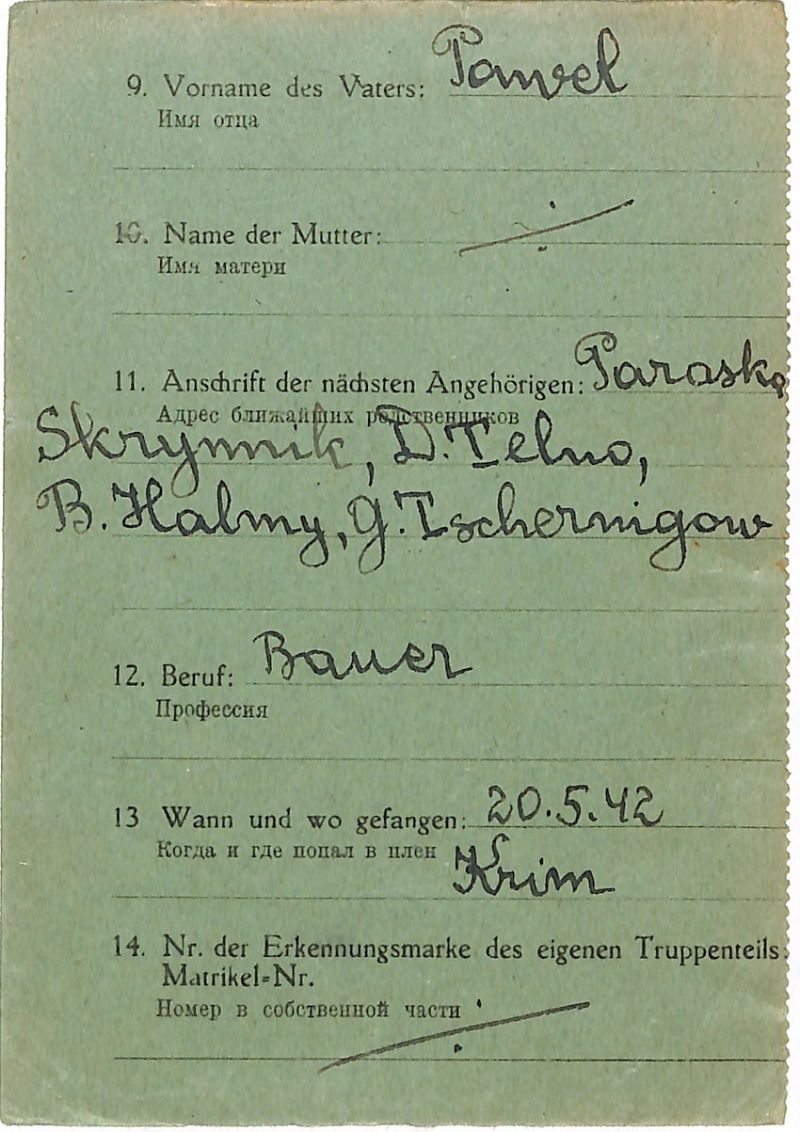 9. Vorname des Vaters: Pawel
Имя отца
10. Name der Mutter: ⁒
Имя матери
11. Anschrift der nächsten Angehörigen: Paraska
Адрес ближайших родственников
Skrynnik, D. Telno,
B. Halmy, G. Tschernigow
12. Beruf: Bauer
Профессия
13 Wann und wo gefangen: 20.5.42
Когда и где попал в плен Krim
14. Nr. der Erkennungsmarke des eigenen Truppenteils:
Matrikel-Nr.
Номер в собственной части ⁒